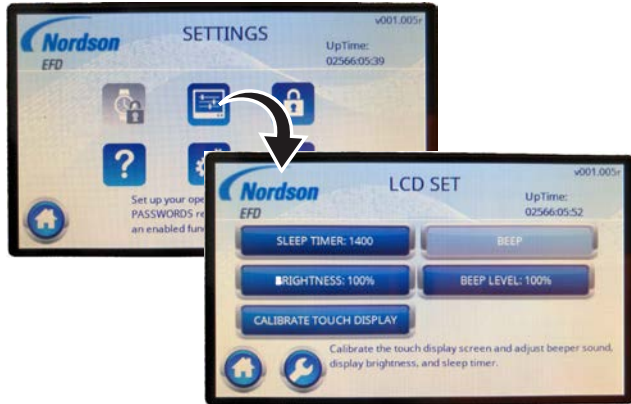 v001.005r
SETTINGS
Nordson
EFD
UpTime:
02566:05:39
?
Set up your ope
PASSWORDS re
an enabled fun
v001.005r
LCD SET
Nordson
EFD
UpTime:
02566:05:52
SLEEP TIMER: 1400
BEEP
BRIGHTNESS: 100%
BEEP LEVEL: 100%
CALIBRATE TOUCH DISPLAY
Calibrate the touch display screen and adjust beeper sound,
display brightness, and sleep timer.